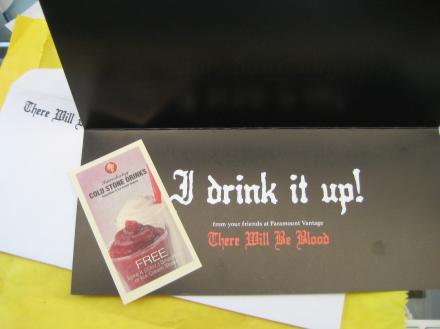 There Will B
Introducing
COLD STONE DRINKS
I drink it up!
from your friends at Paramount Vantage
There Will Be Blood
FREE